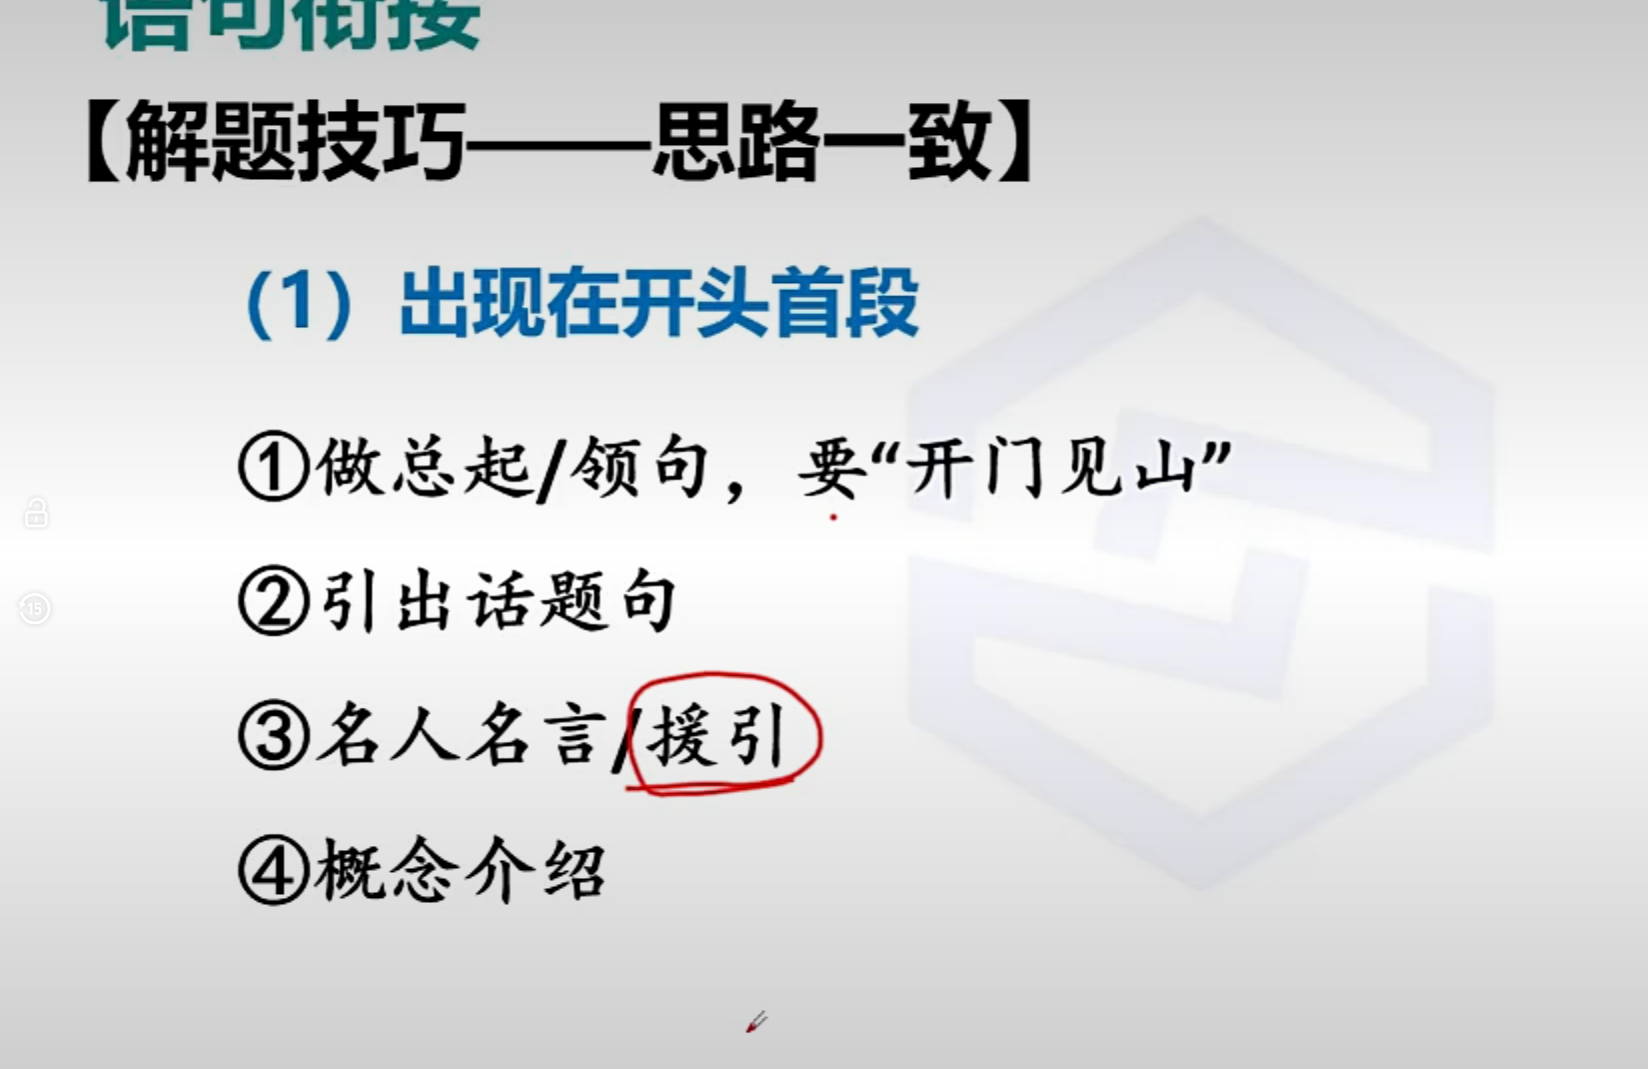 语句衔接
【解题技巧——思路一致】
（1）出现在开头首段
①做总起/领句，要“开门见山”
②引出话题句
③名人名言/援引
④概念介绍
15